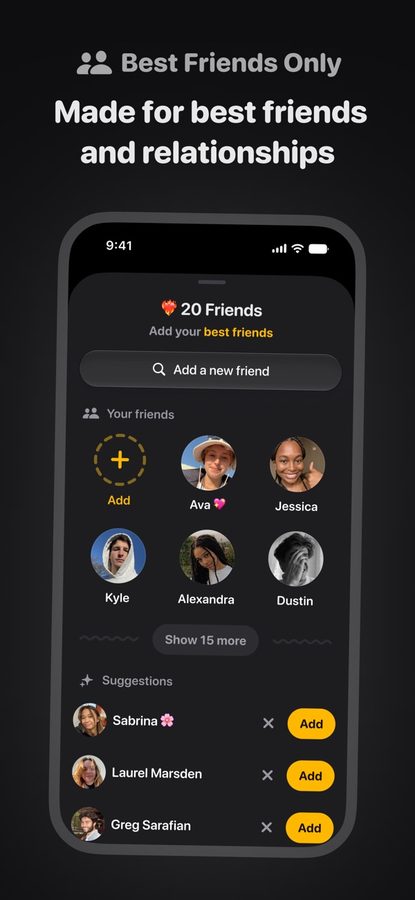 Best Friends Only
Made for best friends
and relationships
9:41
❤️‍🔥 20 Friends
Add your best friends
Add a new friend
Your friends
Add
Ava 💖
Jessica
Kyle
Alexandra
Dustin
Show 15 more
Suggestions
Sabrina 🌸
Add
Laurel Marsden
Add
Greg Sarafian
Add